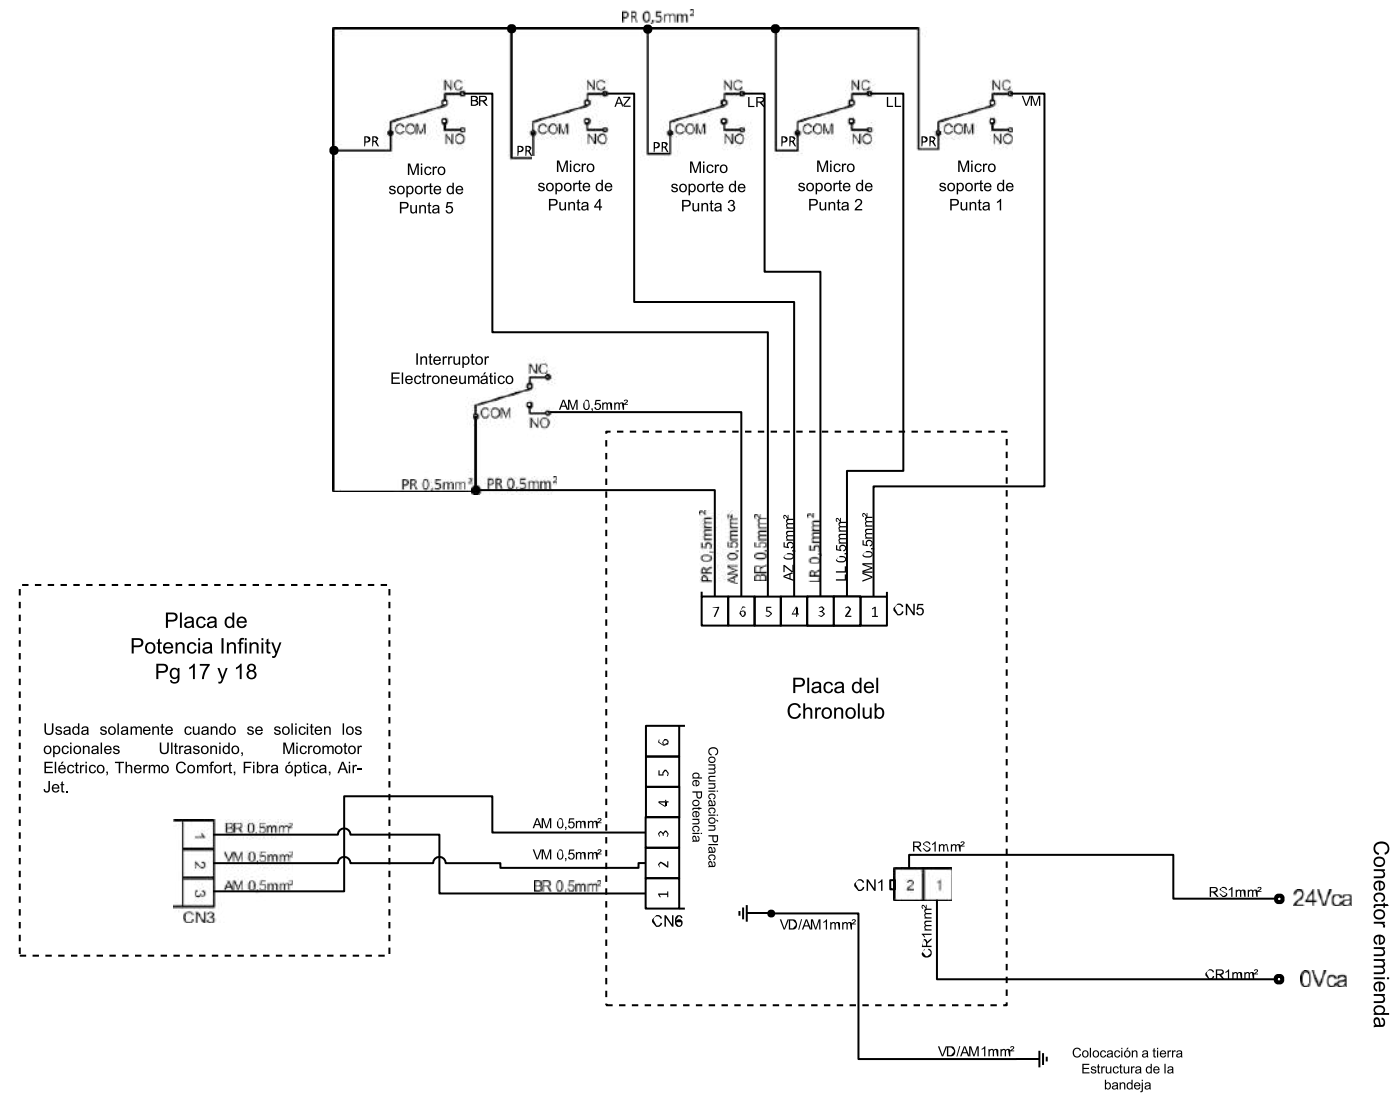 PR 0,5mm²
NC
BR
COM
NO
PR
Micro
soporte de
Punta 5
NC
AZ
COM
NO
PR
Micro
soporte de
Punta 4
NC
LR
COM
NO
PR
Micro
soporte de
Punta 3
NC
LL
COM
NO
PR
Micro
soporte de
Punta 2
NC
VM
COM
NO
PR
Micro
soporte de
Punta 1
Interruptor
Electroneumático
NC
COM
NO
AM 0,5mm²
PR 0,5mm²
PR 0,5mm²
PR 0,5mm²
AM 0,5mm²
BR 0,5mm²
AZ 0,5mm²
LR 0,5mm²
LL 0,5mm²
VM 0,5mm²
7 6 5 4 3 2 1 CN5
Placa del
Chronolub
Placa de
Potencia Infinity
Pg 17 y 18
Usada solamente cuando se soliciten los
opcionales Ultrasonido, Micromotor
Eléctrico, Thermo Comfort, Fibra óptica, Air-
Jet.
1 BR 0,5mm²
2 VM 0,5mm²
3 AM 0,5mm²
CN3
AM 0,5mm²
VM 0,5mm²
BR 0,5mm²
6
5
4
3
2
1
CN6
Comunicación Placa
de Potencia
CN1 2 1
RS1mm²
RS1mm²
24Vca
CR1mm²
CR1mm²
0Vca
Conector enmienda
VD/AM1mm²
VD/AM1mm²
Colocación a tierra
Estructura de la
bandeja